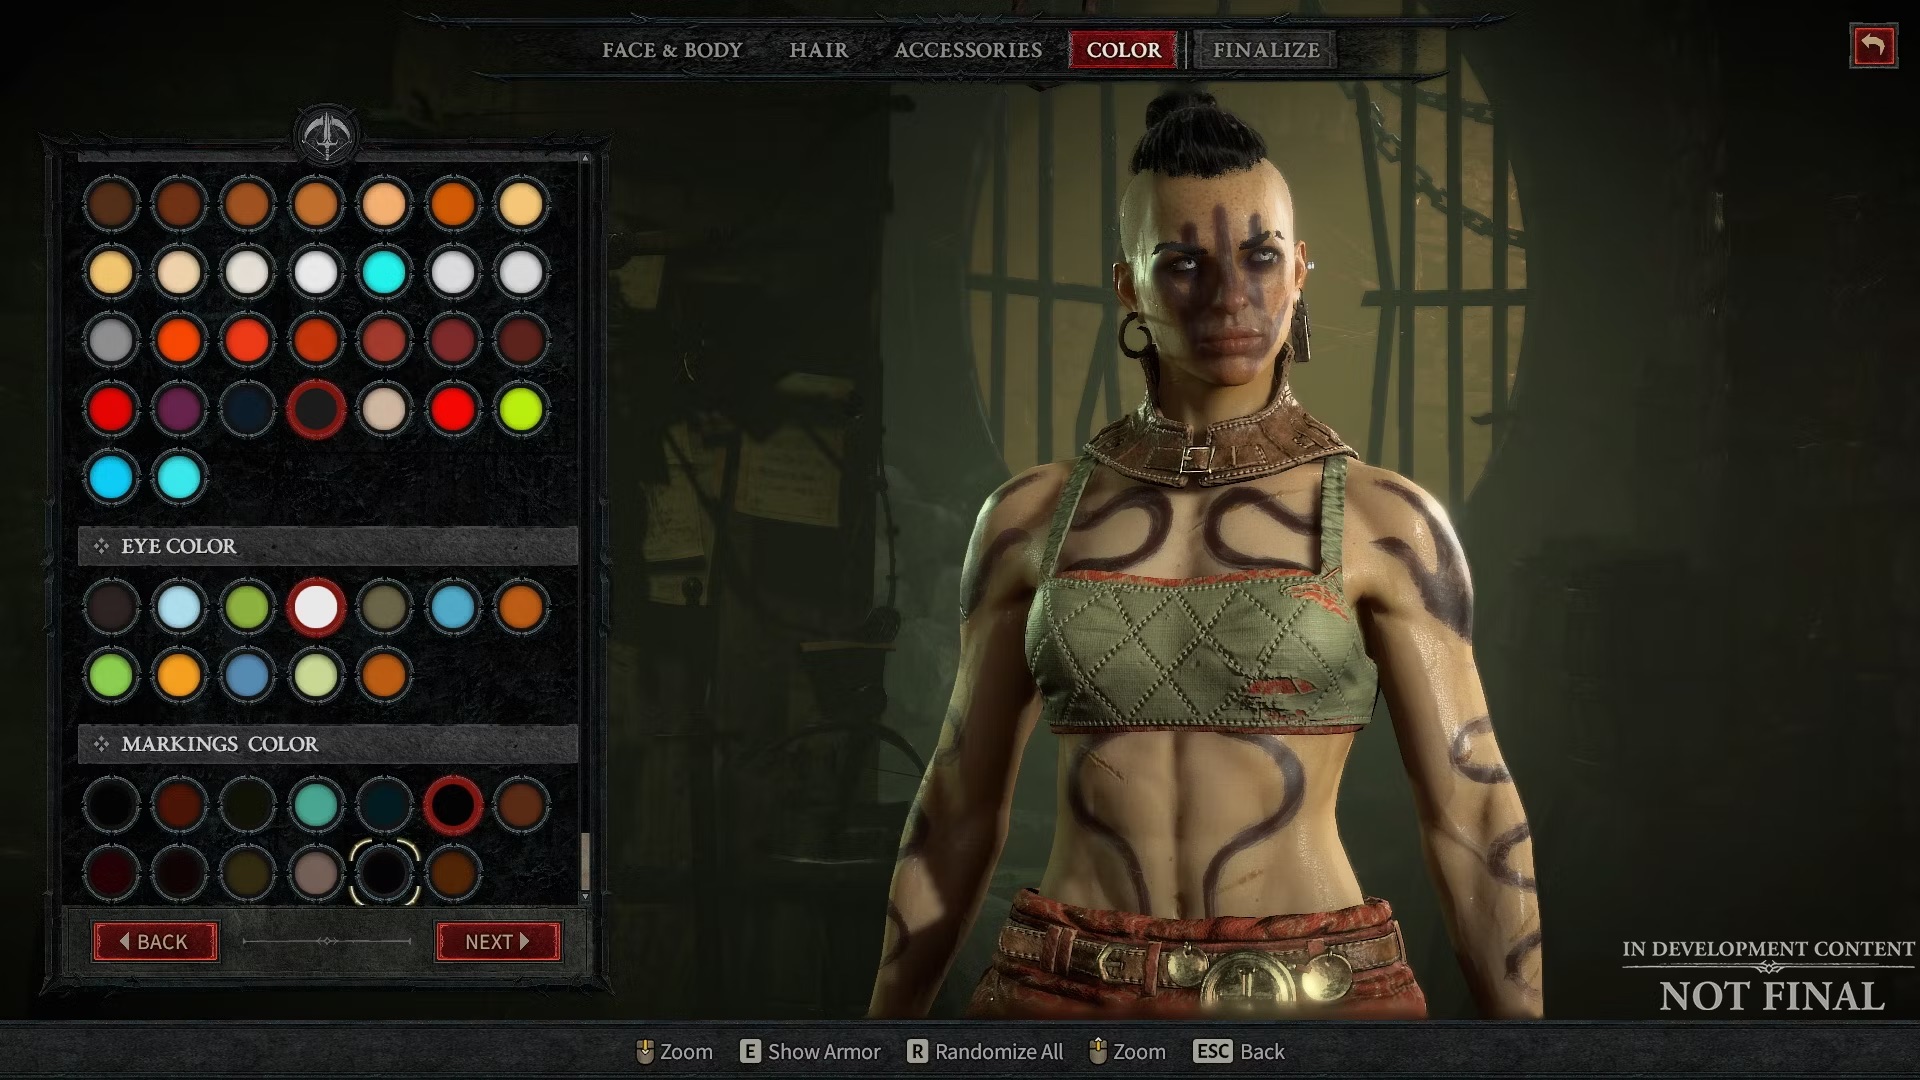 FACE & BODY
HAIR
ACCESSORIES
COLOR
FINALIZE
EYE COLOR
MARKINGS COLOR
BACK
NEXT
IN DEVELOPMENT CONTENT
NOT FINAL
Zoom
E Show Armor
R Randomize All
Zoom
ESC Back